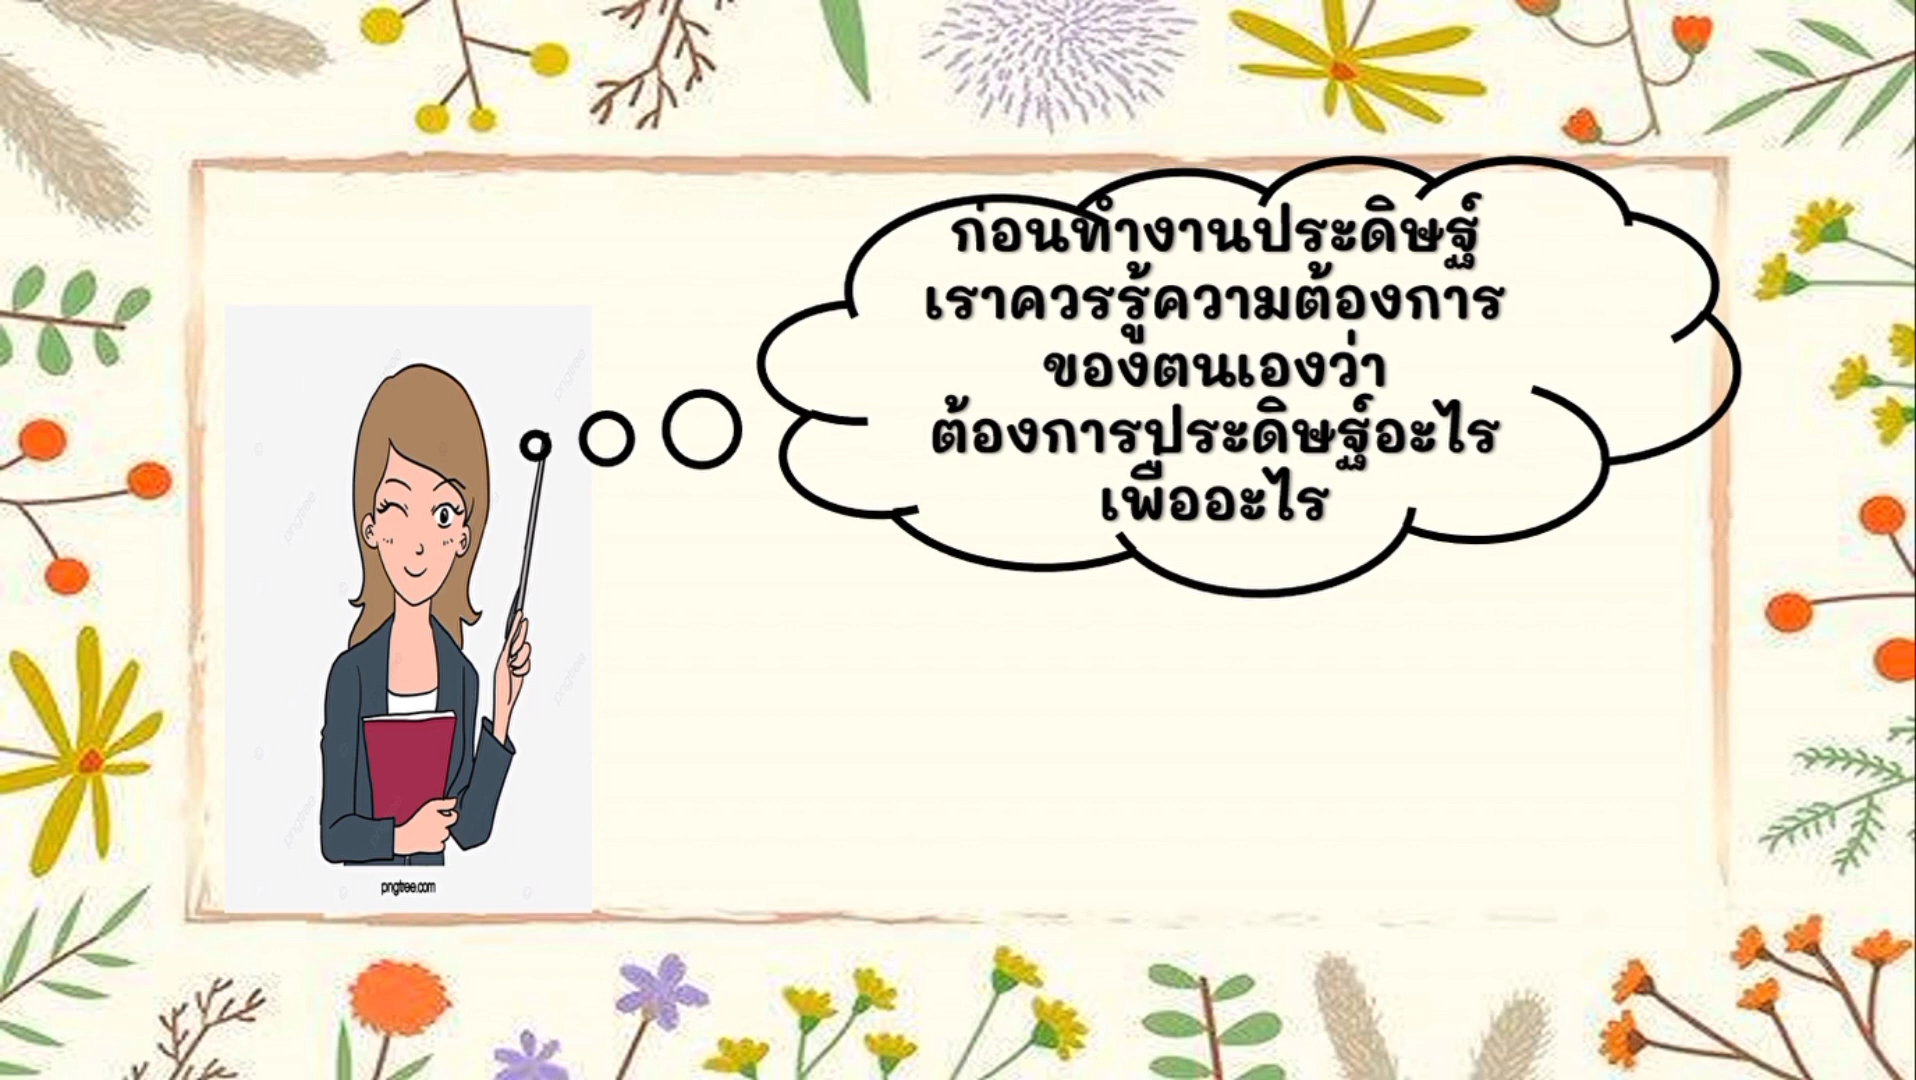 ก่อนทำงานประดิษฐ์
เราควรรู้ความต้องการ
ของตนเองว่า
ต้องการประดิษฐ์อะไร
เพื่ออะไร
pngtree.com